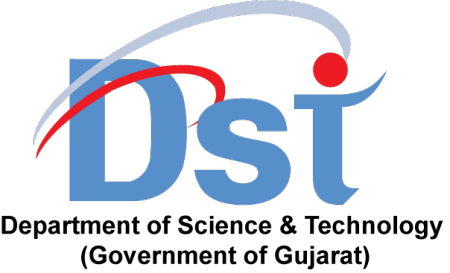 Dst
Department of Science & Technology
(Government of Gujarat)